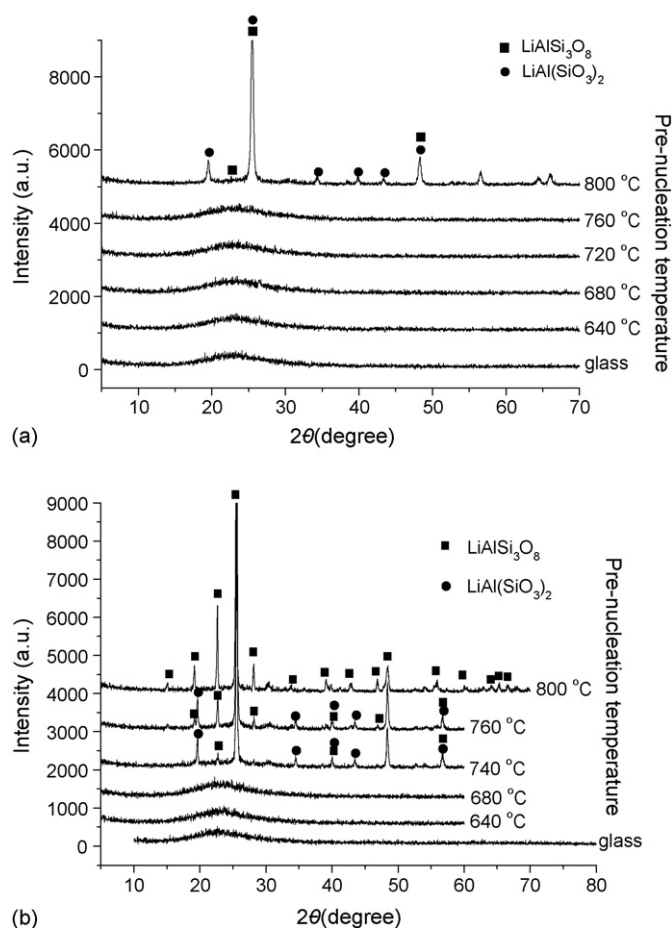 LiAlSi₃O₈
LiAl(SiO₃)₂
8000
6000
4000
2000
0
Intensity (a.u.)
800 °C
760 °C
720 °C
680 °C
640 °C
glass
Pre-nucleation temperature
10 20 30 40 50 60 70
2θ(degree)
(a)
9000
8000
7000
6000
5000
4000
3000
2000
1000
0
Intensity (a.u.)
LiAlSi₃O₈
LiAl(SiO₃)₂
800 °C
760 °C
740 °C
680 °C
640 °C
glass
Pre-nucleation temperature
10 20 30 40 50 60 70 80
2θ(degree)
(b)